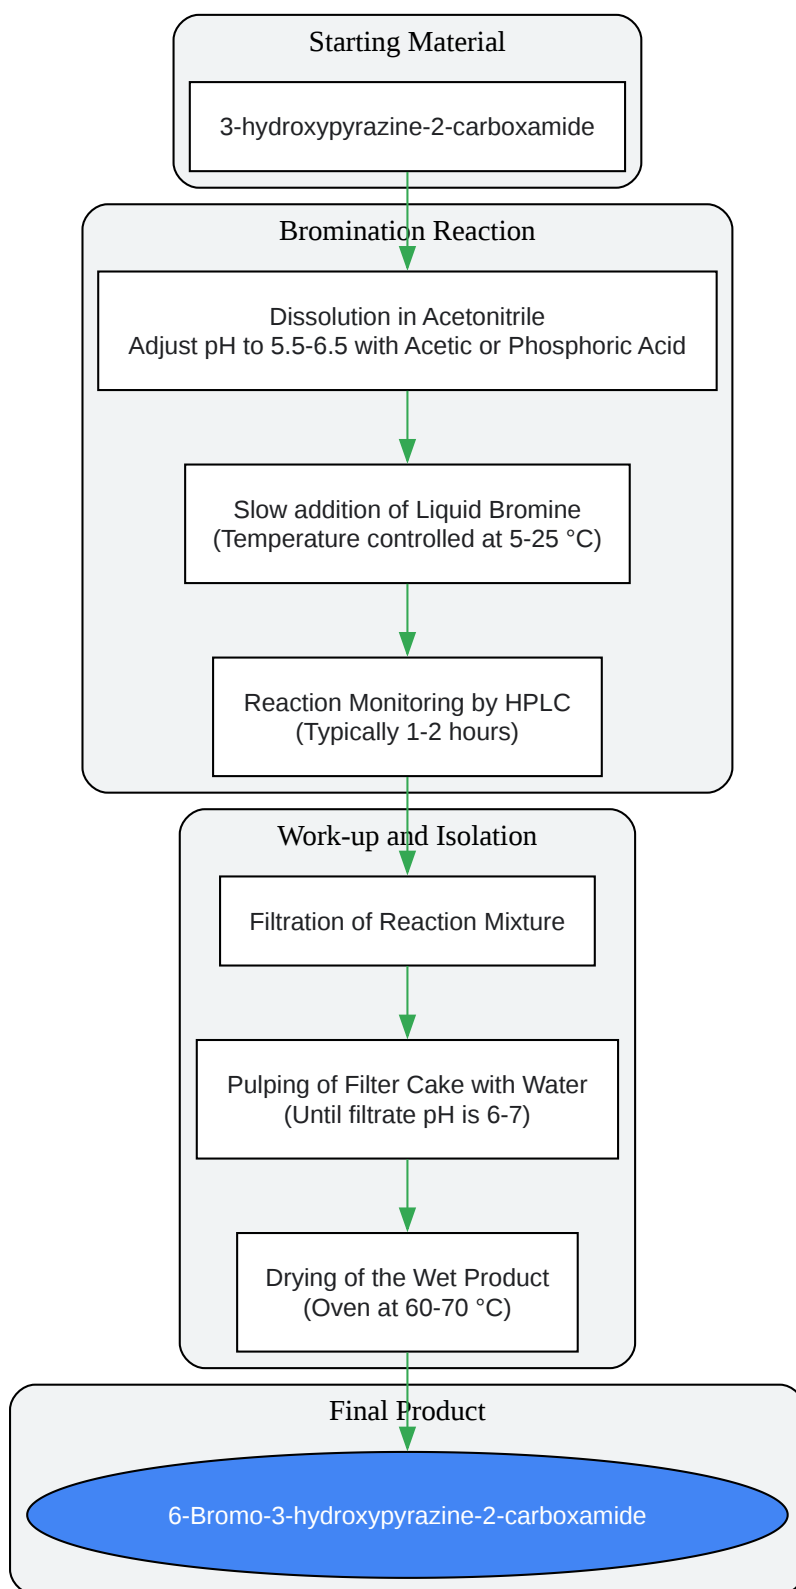 Starting Material
3-hydroxypyrazine-2-carboxamide
Bromination Reaction
Dissolution in Acetonitrile
Adjust pH to 5.5-6.5 with Acetic or Phosphoric Acid
Slow addition of Liquid Bromine
(Temperature controlled at 5-25 °C)
Reaction Monitoring by HPLC
(Typically 1-2 hours)
Work-up and Isolation
Filtration of Reaction Mixture
Pulping of Filter Cake with Water
(Until filtrate pH is 6-7)
Drying of the Wet Product
(Oven at 60-70 °C)
Final Product
6-Bromo-3-hydroxypyrazine-2-carboxamide